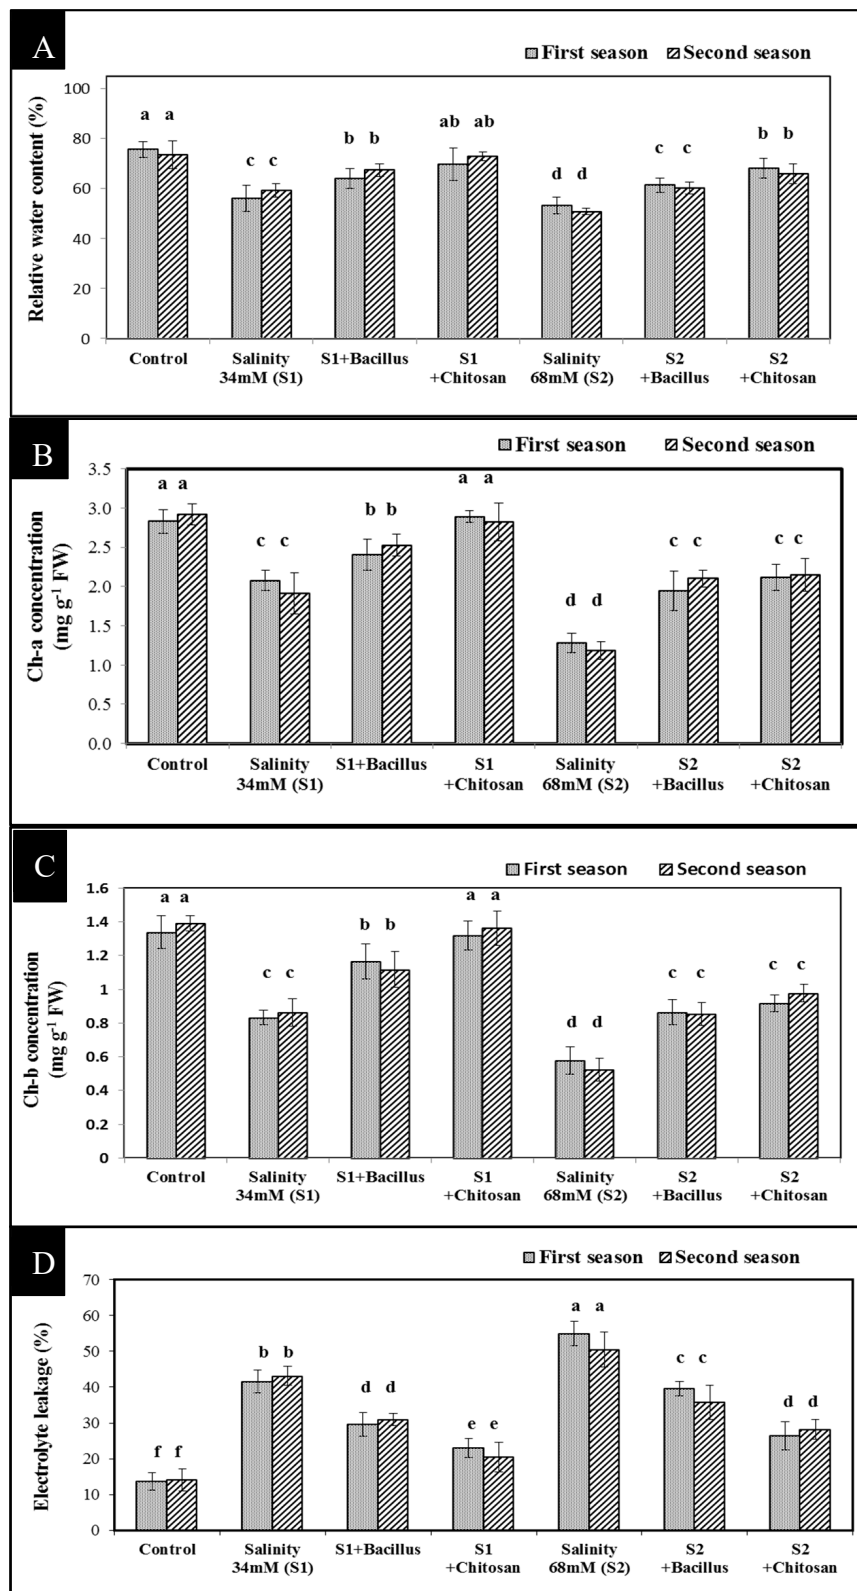 A
First season Second season
Relative water content (%)
100
80
60
40
20
0
a a
c c
b b
ab ab
d d
c c
b b
Control Salinity 34mM (S1) S1+Bacillus S1 +Chitosan Salinity 68mM (S2) S2 +Bacillus S2 +Chitosan
B
First season Second season
Ch-a concentration
(mg g⁻¹ FW)
3.5
3.0
2.5
2.0
1.5
1.0
0.5
0.0
a a
c c
b b
a a
d d
c c
c c
Control Salinity 34mM (S1) S1+Bacillus S1 +Chitosan Salinity 68mM (S2) S2 +Bacillus S2 +Chitosan
C
First season Second season
Ch-b concentration
(mg g⁻¹ FW)
1.6
1.4
1.2
1
0.8
0.6
0.4
0.2
0
a a
c c
b b
a a
d d
c c
c c
Control Salinity 34mM (S1) S1+Bacillus S1 +Chitosan Salinity 68mM (S2) S2 +Bacillus S2 +Chitosan
D
First season Second season
Electrolyte leakage (%)
70
60
50
40
30
20
10
0
f f
b b
d d
e e
a a
c c
d d
Control Salinity 34mM (S1) S1+Bacillus S1 +Chitosan Salinity 68mM (S2) S2 +Bacillus S2 +Chitosan